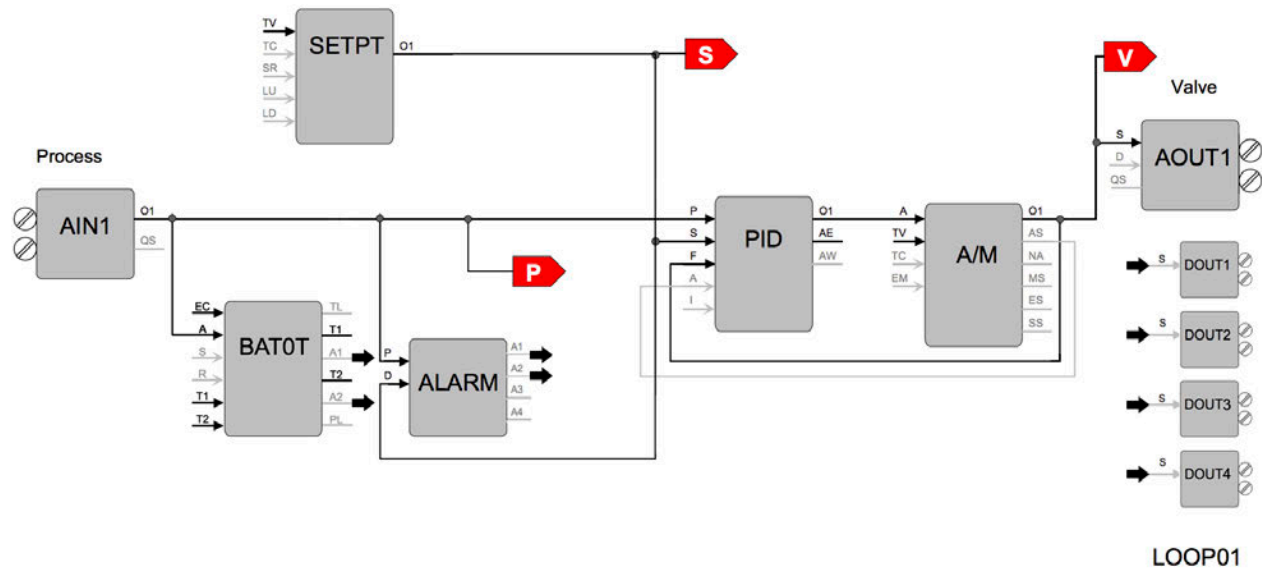 TV
TC
SR
LU
LD
SETPT
O1
S
V
Valve
S
D
QS
AOUT1
Process
AIN1
O1
QS
P
P
S
F
A
I
PID
O1
AE
AW
A
TV
TC
EM
A/M
O1
AS
NA
MS
ES
SS
S
DOUT1
EC
A
S
R
T1
T2
BAT0T
TL
T1
A1
T2
A2
PL
P
D
ALARM
A1
A2
A3
A4
S
DOUT2
S
DOUT3
S
DOUT4
LOOP01